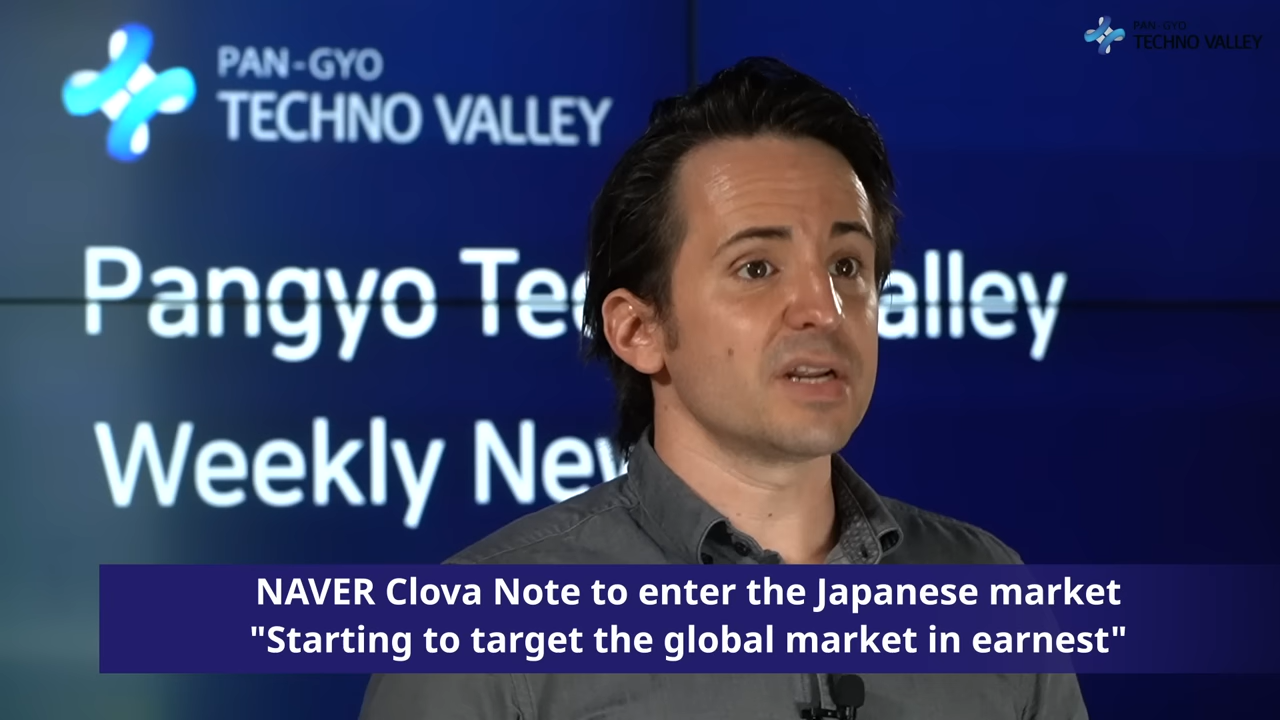 PAN-GYO
TECHNO VALLEY
PAN-GYO
TECHNO VALLEY
Pangyo Te alley
Weekly Ne
NAVER Clova Note to enter the Japanese market
"Starting to target the global market in earnest"